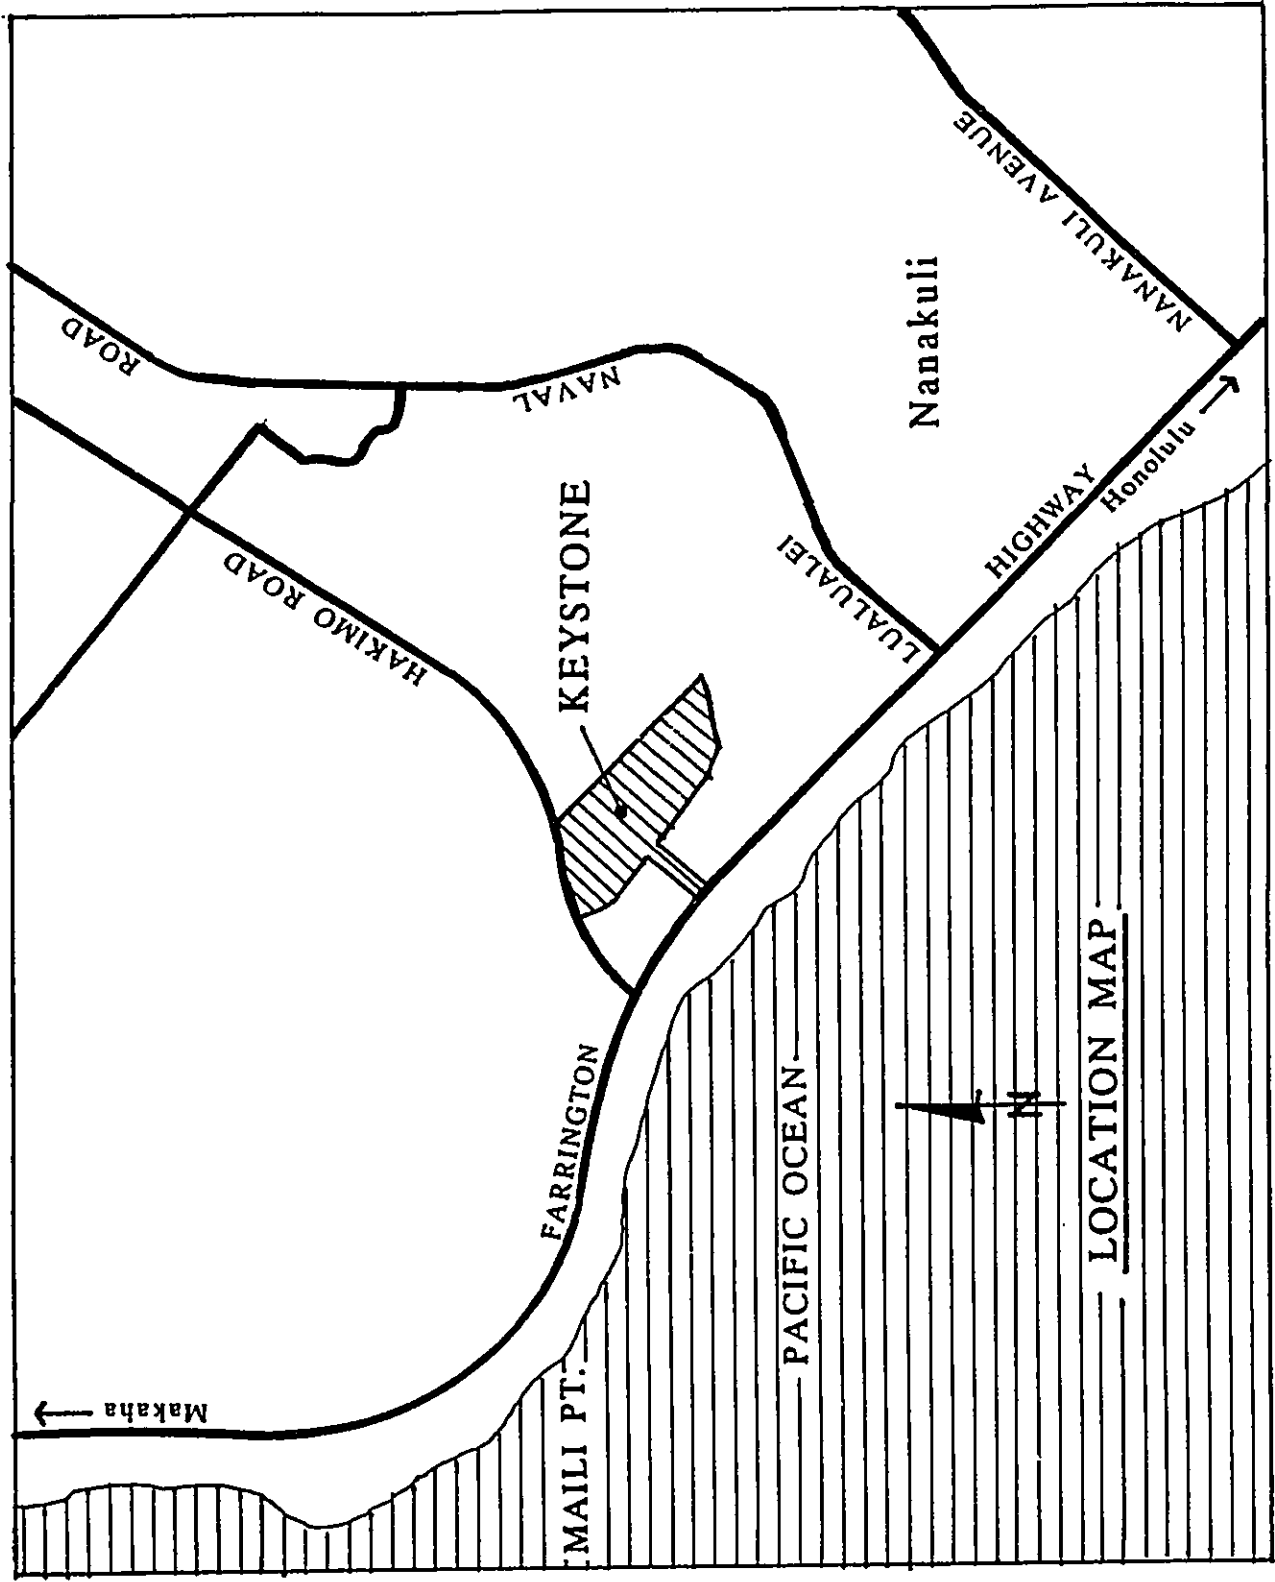 NANAKULI AVENUE
ROAD
Nanakuli
NAVAL
HAKIMO ROAD
KEYSTONE
LUALUALEI
HIGHWAY
Honolulu
FARRINGTON
PACIFIC OCEAN
N
LOCATION MAP
Makaha
MAILI PT.